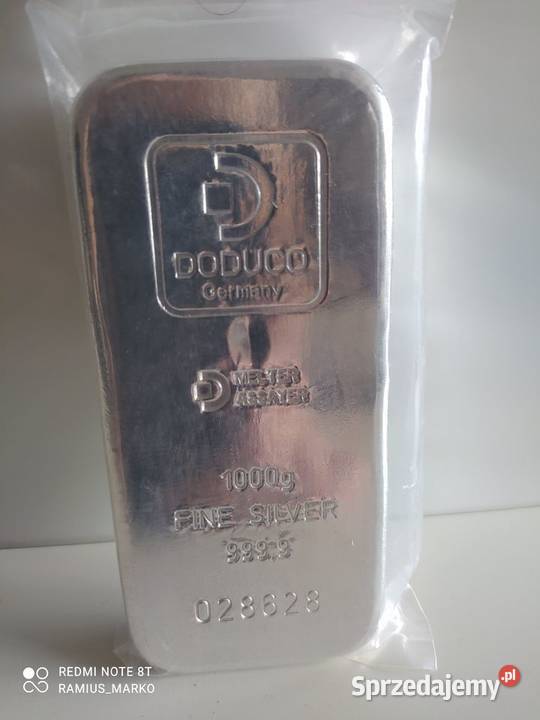 DODUCO
Germany
MELTER
ASSAYER
1000g
FINE SILVER
999,9
028628
REDMI NOTE 8T
RAMIUS_MARKO
Sprzedajemy.pl